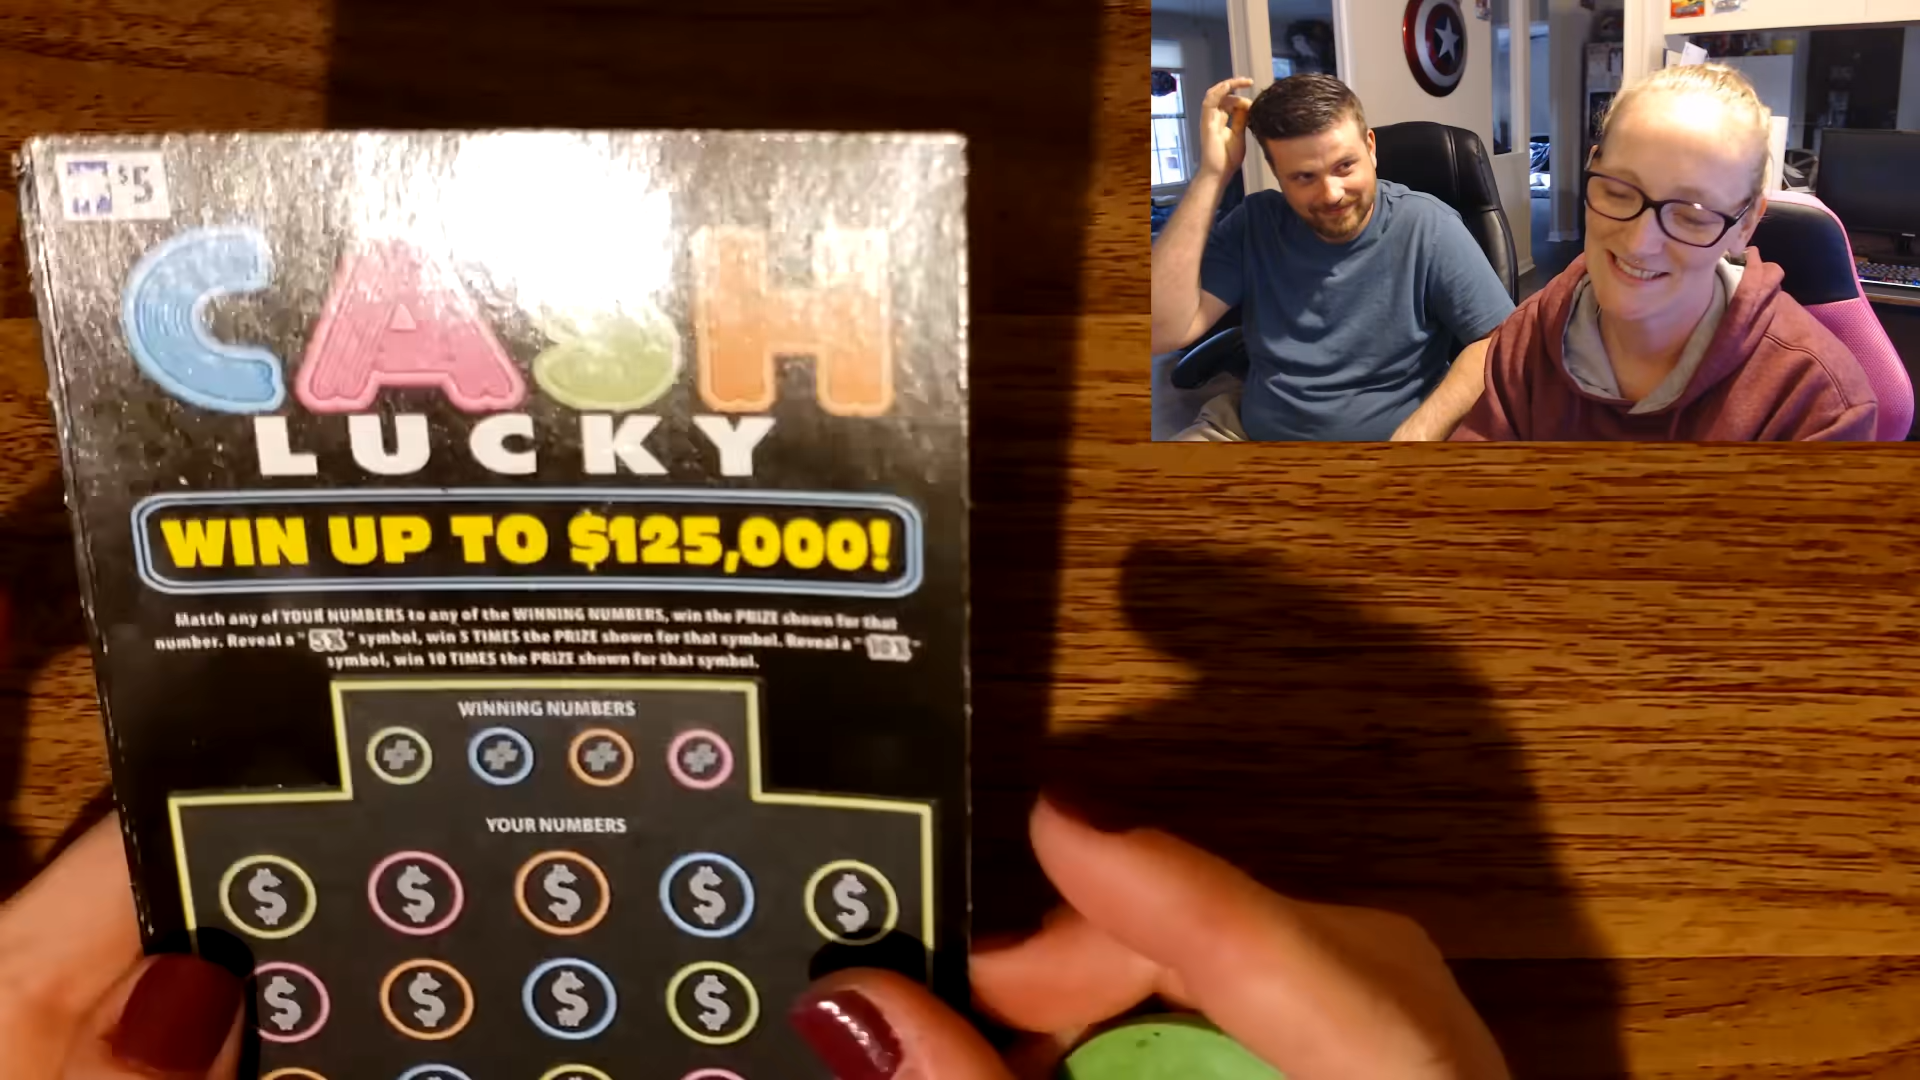 $5
CASH
LUCKY
WIN UP TO $125,000!
Match any of YOUR NUMBERS to any of the WINNING NUMBERS, win the PRIZE shown for that
number. Reveal a "5X" symbol, win 5 TIMES the PRIZE shown for that symbol. Reveal a "10X"
symbol, win 10 TIMES the PRIZE shown for that symbol.
WINNING NUMBERS
YOUR NUMBERS
$ $ $ $ $
$ $ $ $